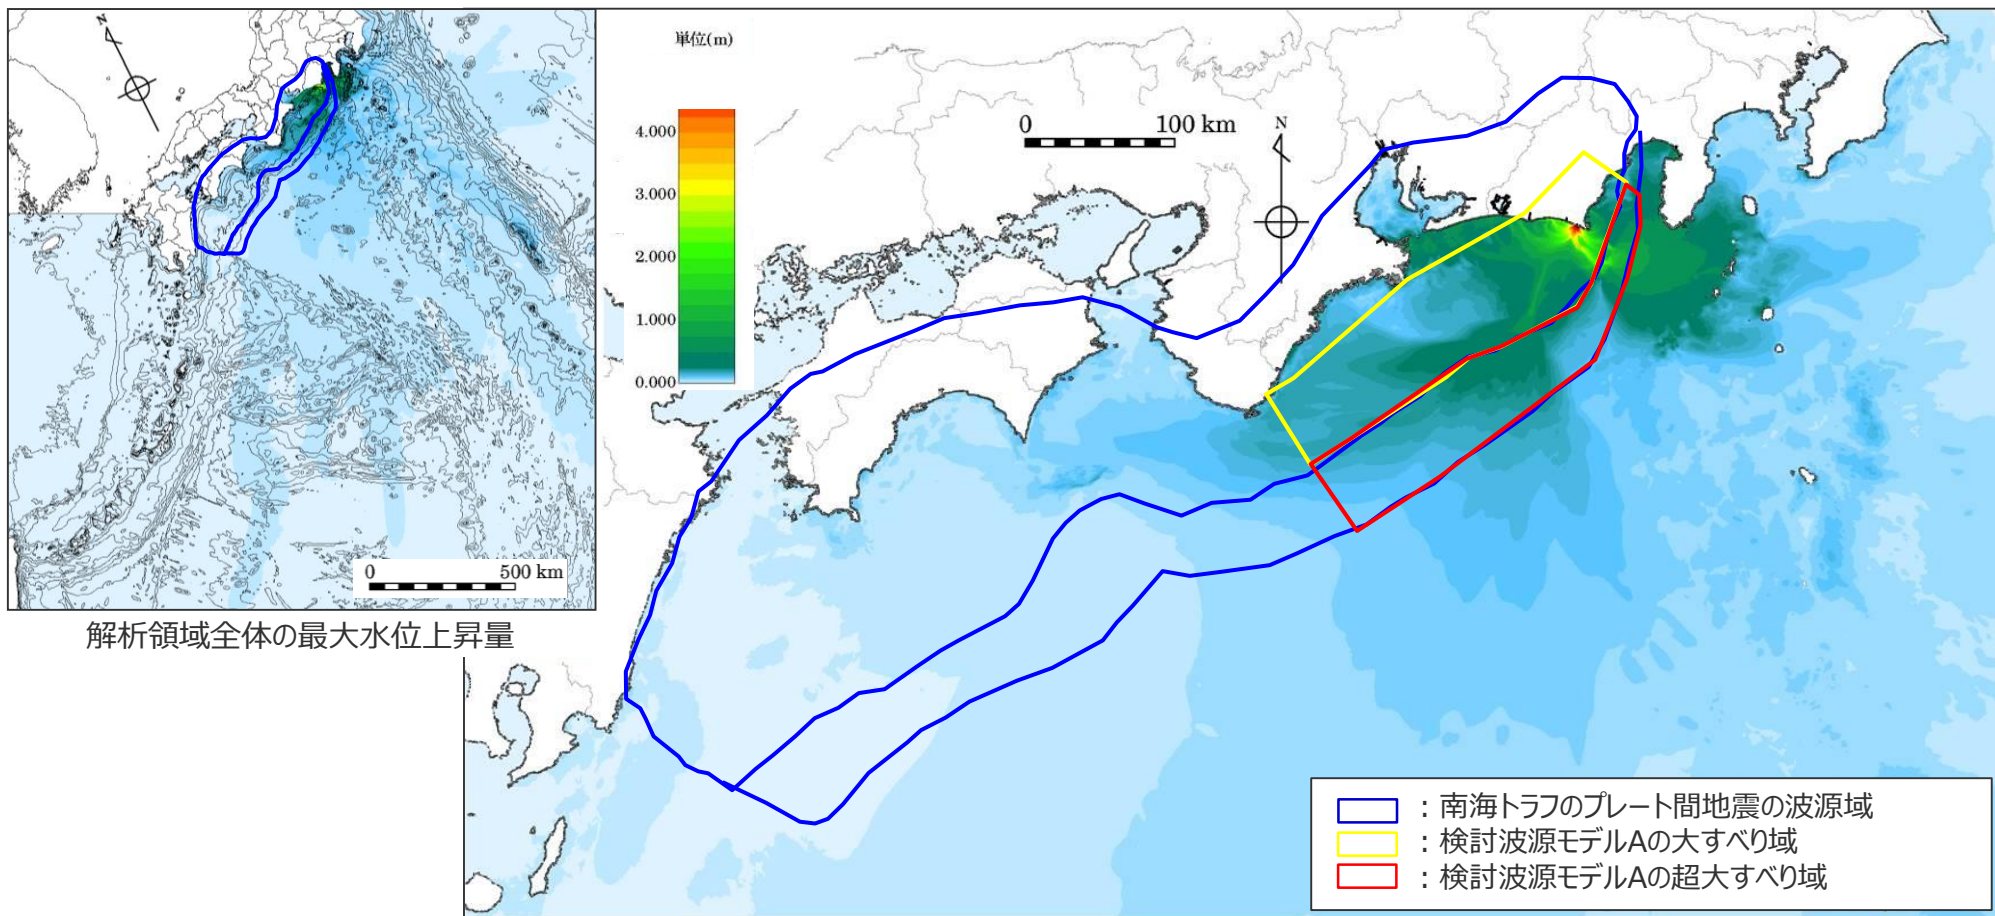 N
0
500 km
解析領域全体の最大水位上昇量
単位(m)
4.000
3.000
2.000
1.000
0.000
0
100 km
N
:南海トラフのプレート間地震の波源域
:検討波源モデルAの大すべり域
:検討波源モデルAの超大すべり域